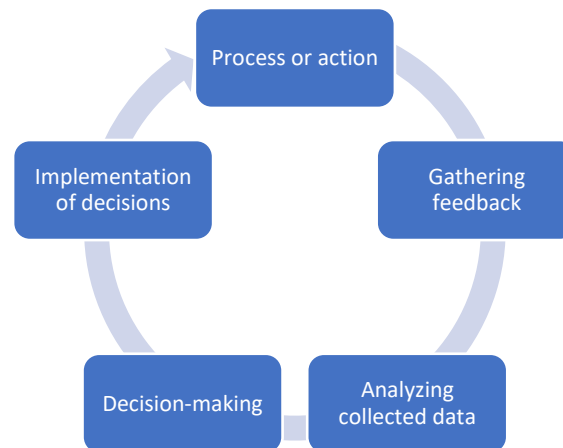 Process or action
Gathering
feedback
Analyzing
collected data
Decision-making
Implementation
of decisions